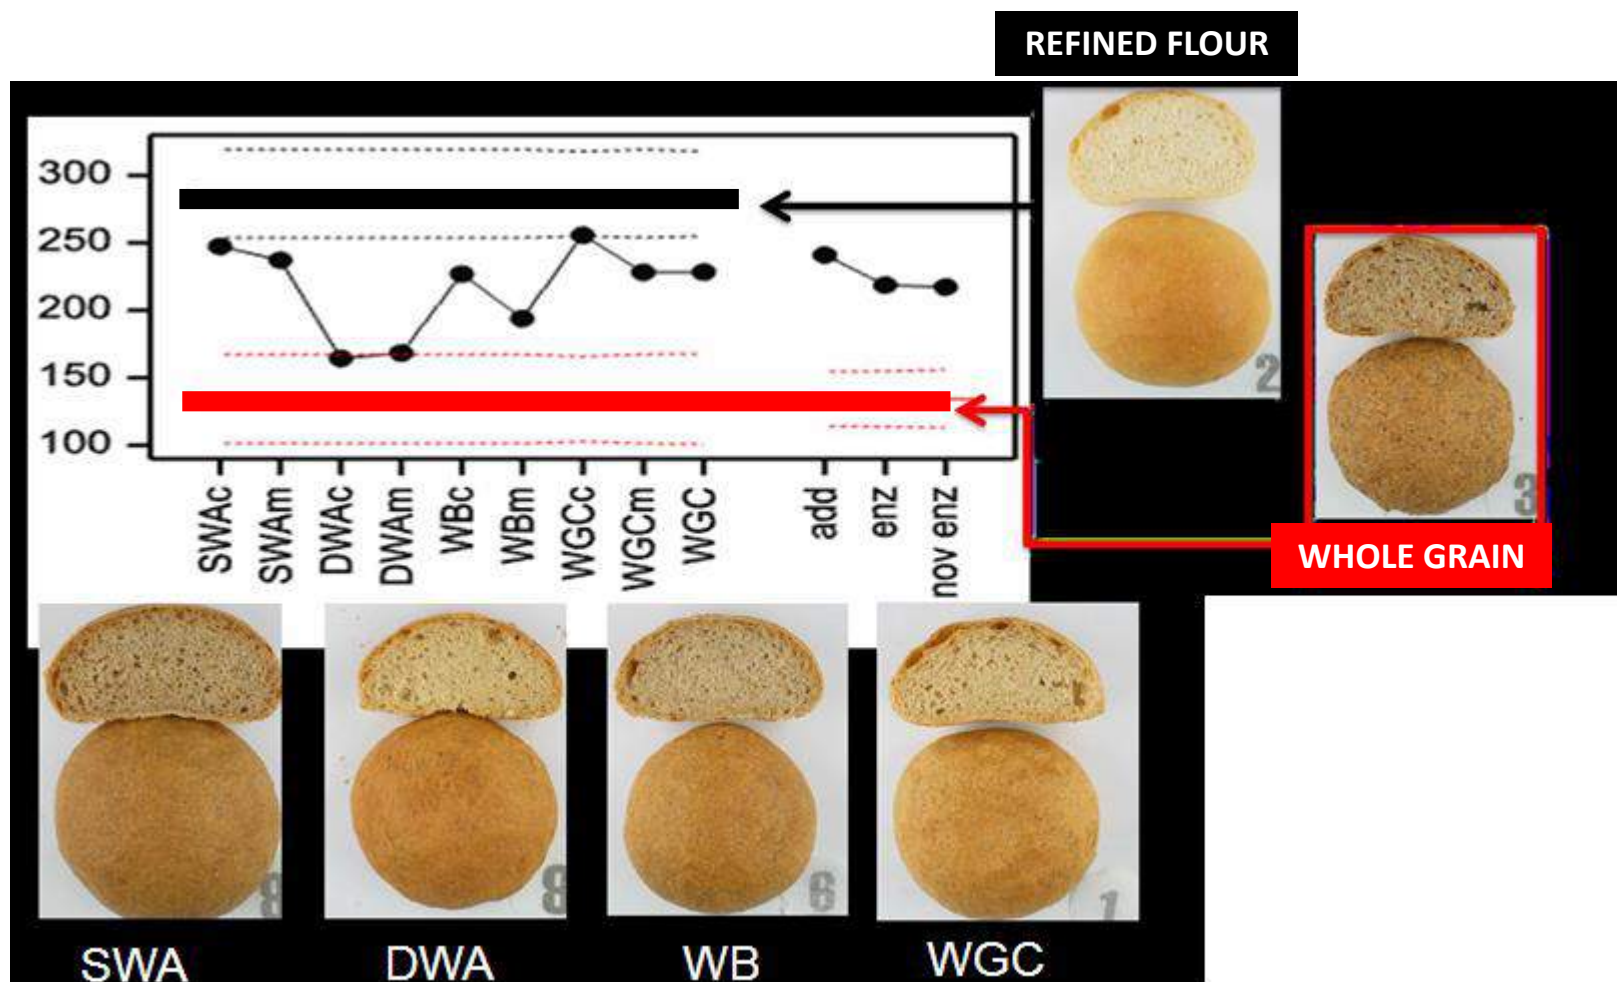 REFINED FLOUR
300
250
200
150
100
SWAc
SWAm
DWAc
DWAm
WBc
WBm
WGCc
WGCm
WGC
add
enz
nov enz
2
3
WHOLE GRAIN
8
8
6
1
SWA
DWA
WB
WGC